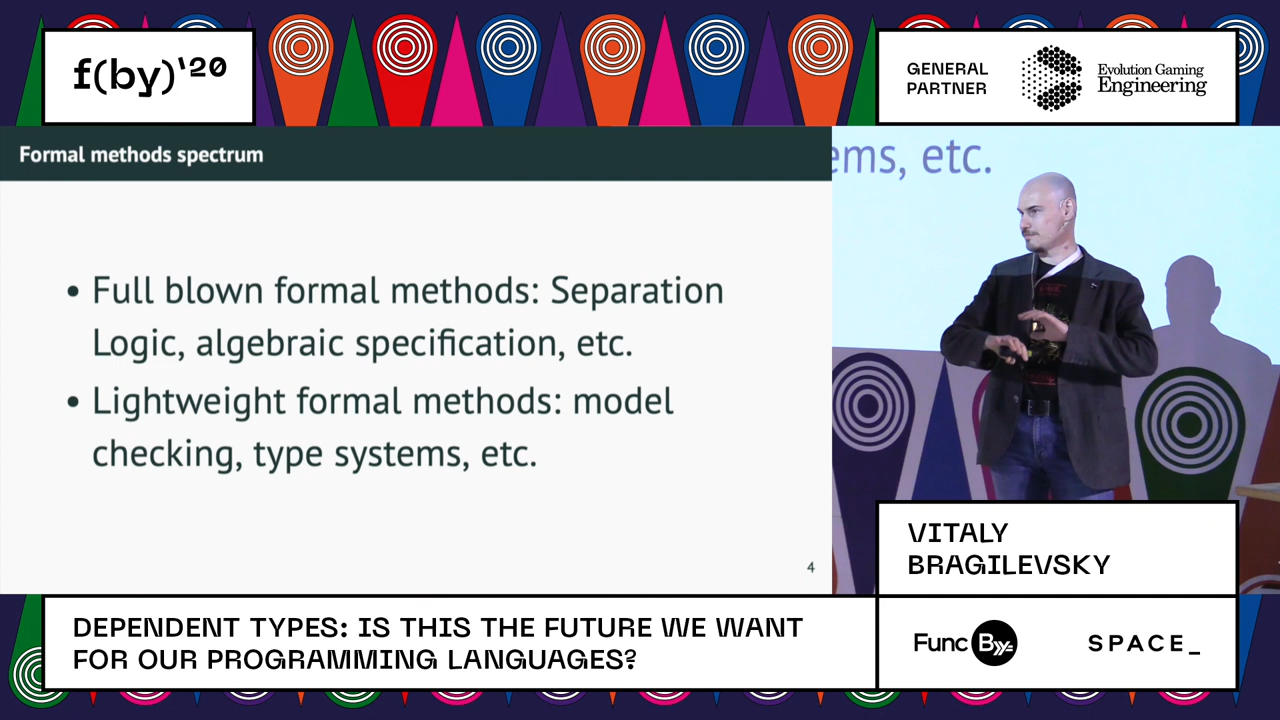 f(by)'20
GENERAL
PARTNER
Evolution Gaming
Engineering
Formal methods spectrum
• Full blown formal methods: Separation
Logic, algebraic specification, etc.
• Lightweight formal methods: model
checking, type systems, etc.
4
ems, etc.
VITALY
BRAGILEVSKY
DEPENDENT TYPES: IS THIS THE FUTURE WE WANT
FOR OUR PROGRAMMING LANGUAGES?
Func By
SPACE_